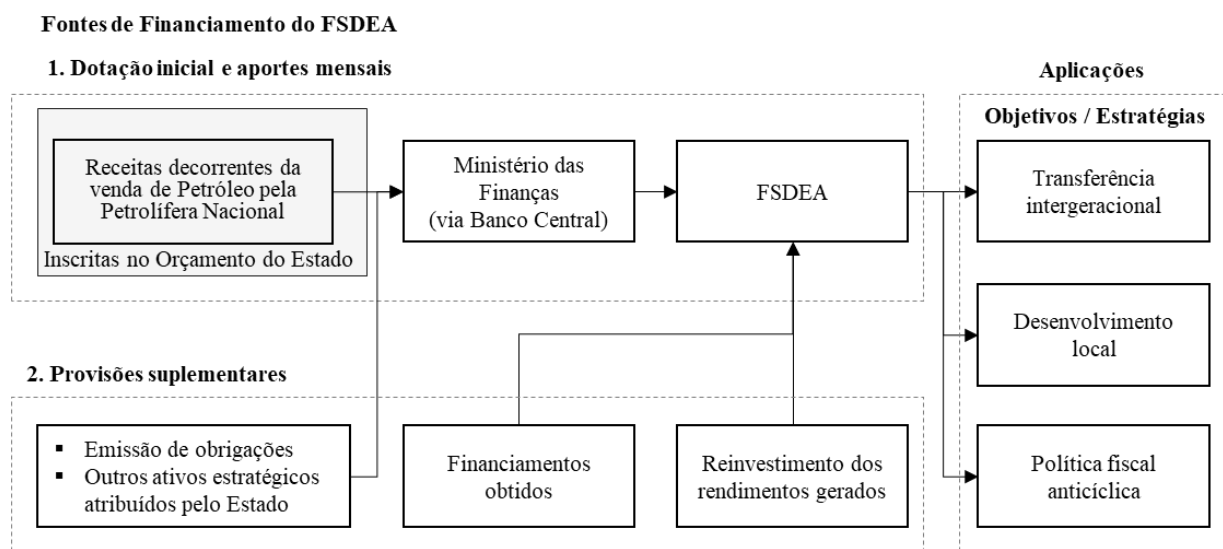 Fontes de Financiamento do FSDEA
1. Dotação inicial e aportes mensais
Receitas decorrentes da
venda de Petróleo pela
Petrolífera Nacional
Inscritas no Orçamento do Estado
Ministério das
Finanças
(via Banco Central)
FSDEA
2. Provisões suplementares
▪ Emissão de obrigações
▪ Outros ativos estratégicos
atribuídos pelo Estado
Financiamentos
obtidos
Reinvestimento dos
rendimentos gerados
Aplicações
Objetivos / Estratégias
Transferência
intergeracional
Desenvolvimento
local
Política fiscal
anticíclica